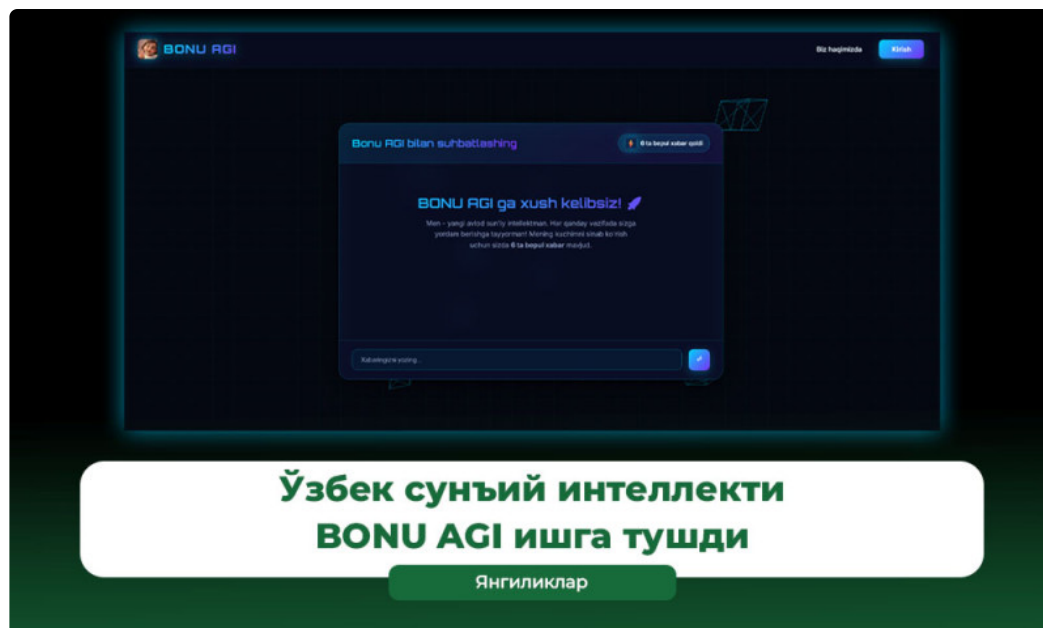 BONU AGI
Biz haqimizda
Kirish
Bonu AGI bilan suhbatlashing
6 ta bepul xabar qoldi
BONU AGI ga xush kelibsiz!
Men - yangi avlod sun'iy intellektman. Har qanday vazifada sizga
yordam berishga tayyorman! Mening kuchimni sinab ko'rish
uchun sizda 6 ta bepul xabar mavjud.
Xabaringizni yozing...
Ўзбек сунъий интеллекти
BONU AGI ишга тушди
Янгиликлар